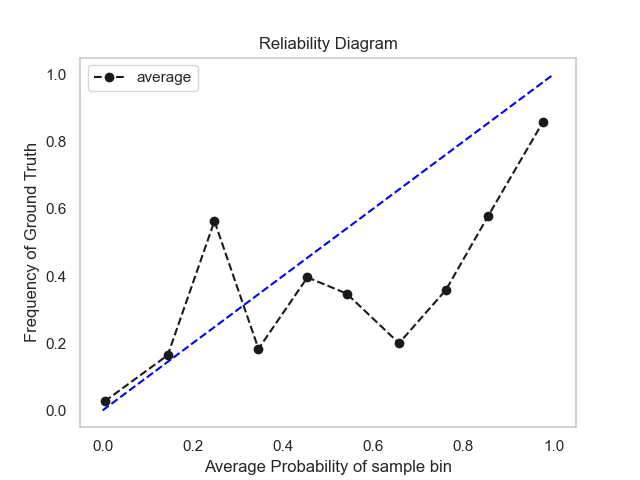 Reliability Diagram
average
1.0
0.8
0.6
0.4
0.2
0.0
Frequency of Ground Truth
0.0 0.2 0.4 0.6 0.8 1.0
Average Probability of sample bin